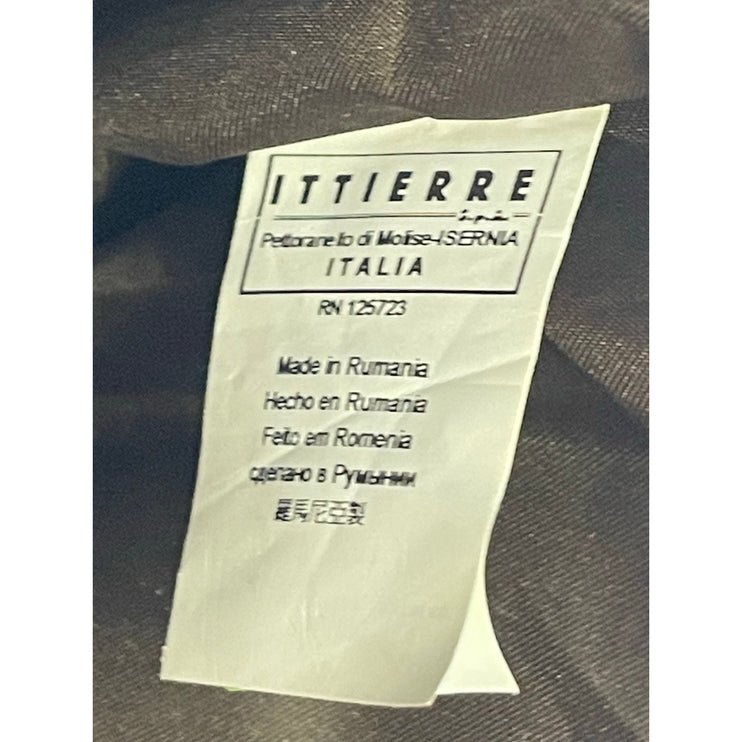 ITTIERRE
S.p.A.
Pettoranello di Molise-ISERNIA
ITALIA
RN 125723
Made in Rumania
Hecho en Rumania
Feito em Romenia
сделано в Румынии
羅馬尼亞製